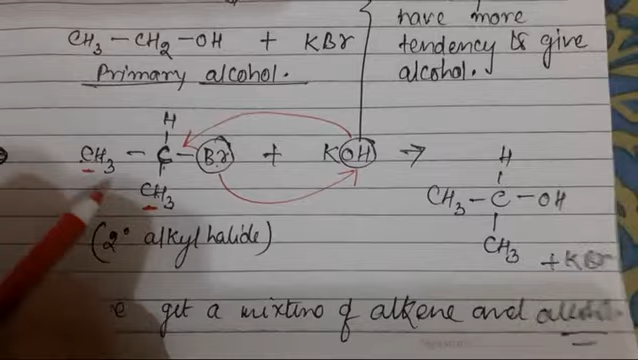 have more
CH3 - CH2 - OH + KBr
tendency to give
Primary alcohol.
alcohol.
H
CH3 - C - Br + KOH → 
CH3
H
CH3 - C - OH
CH3
+ KBr
(2° alkyl halide)
get a mixture of alkene and